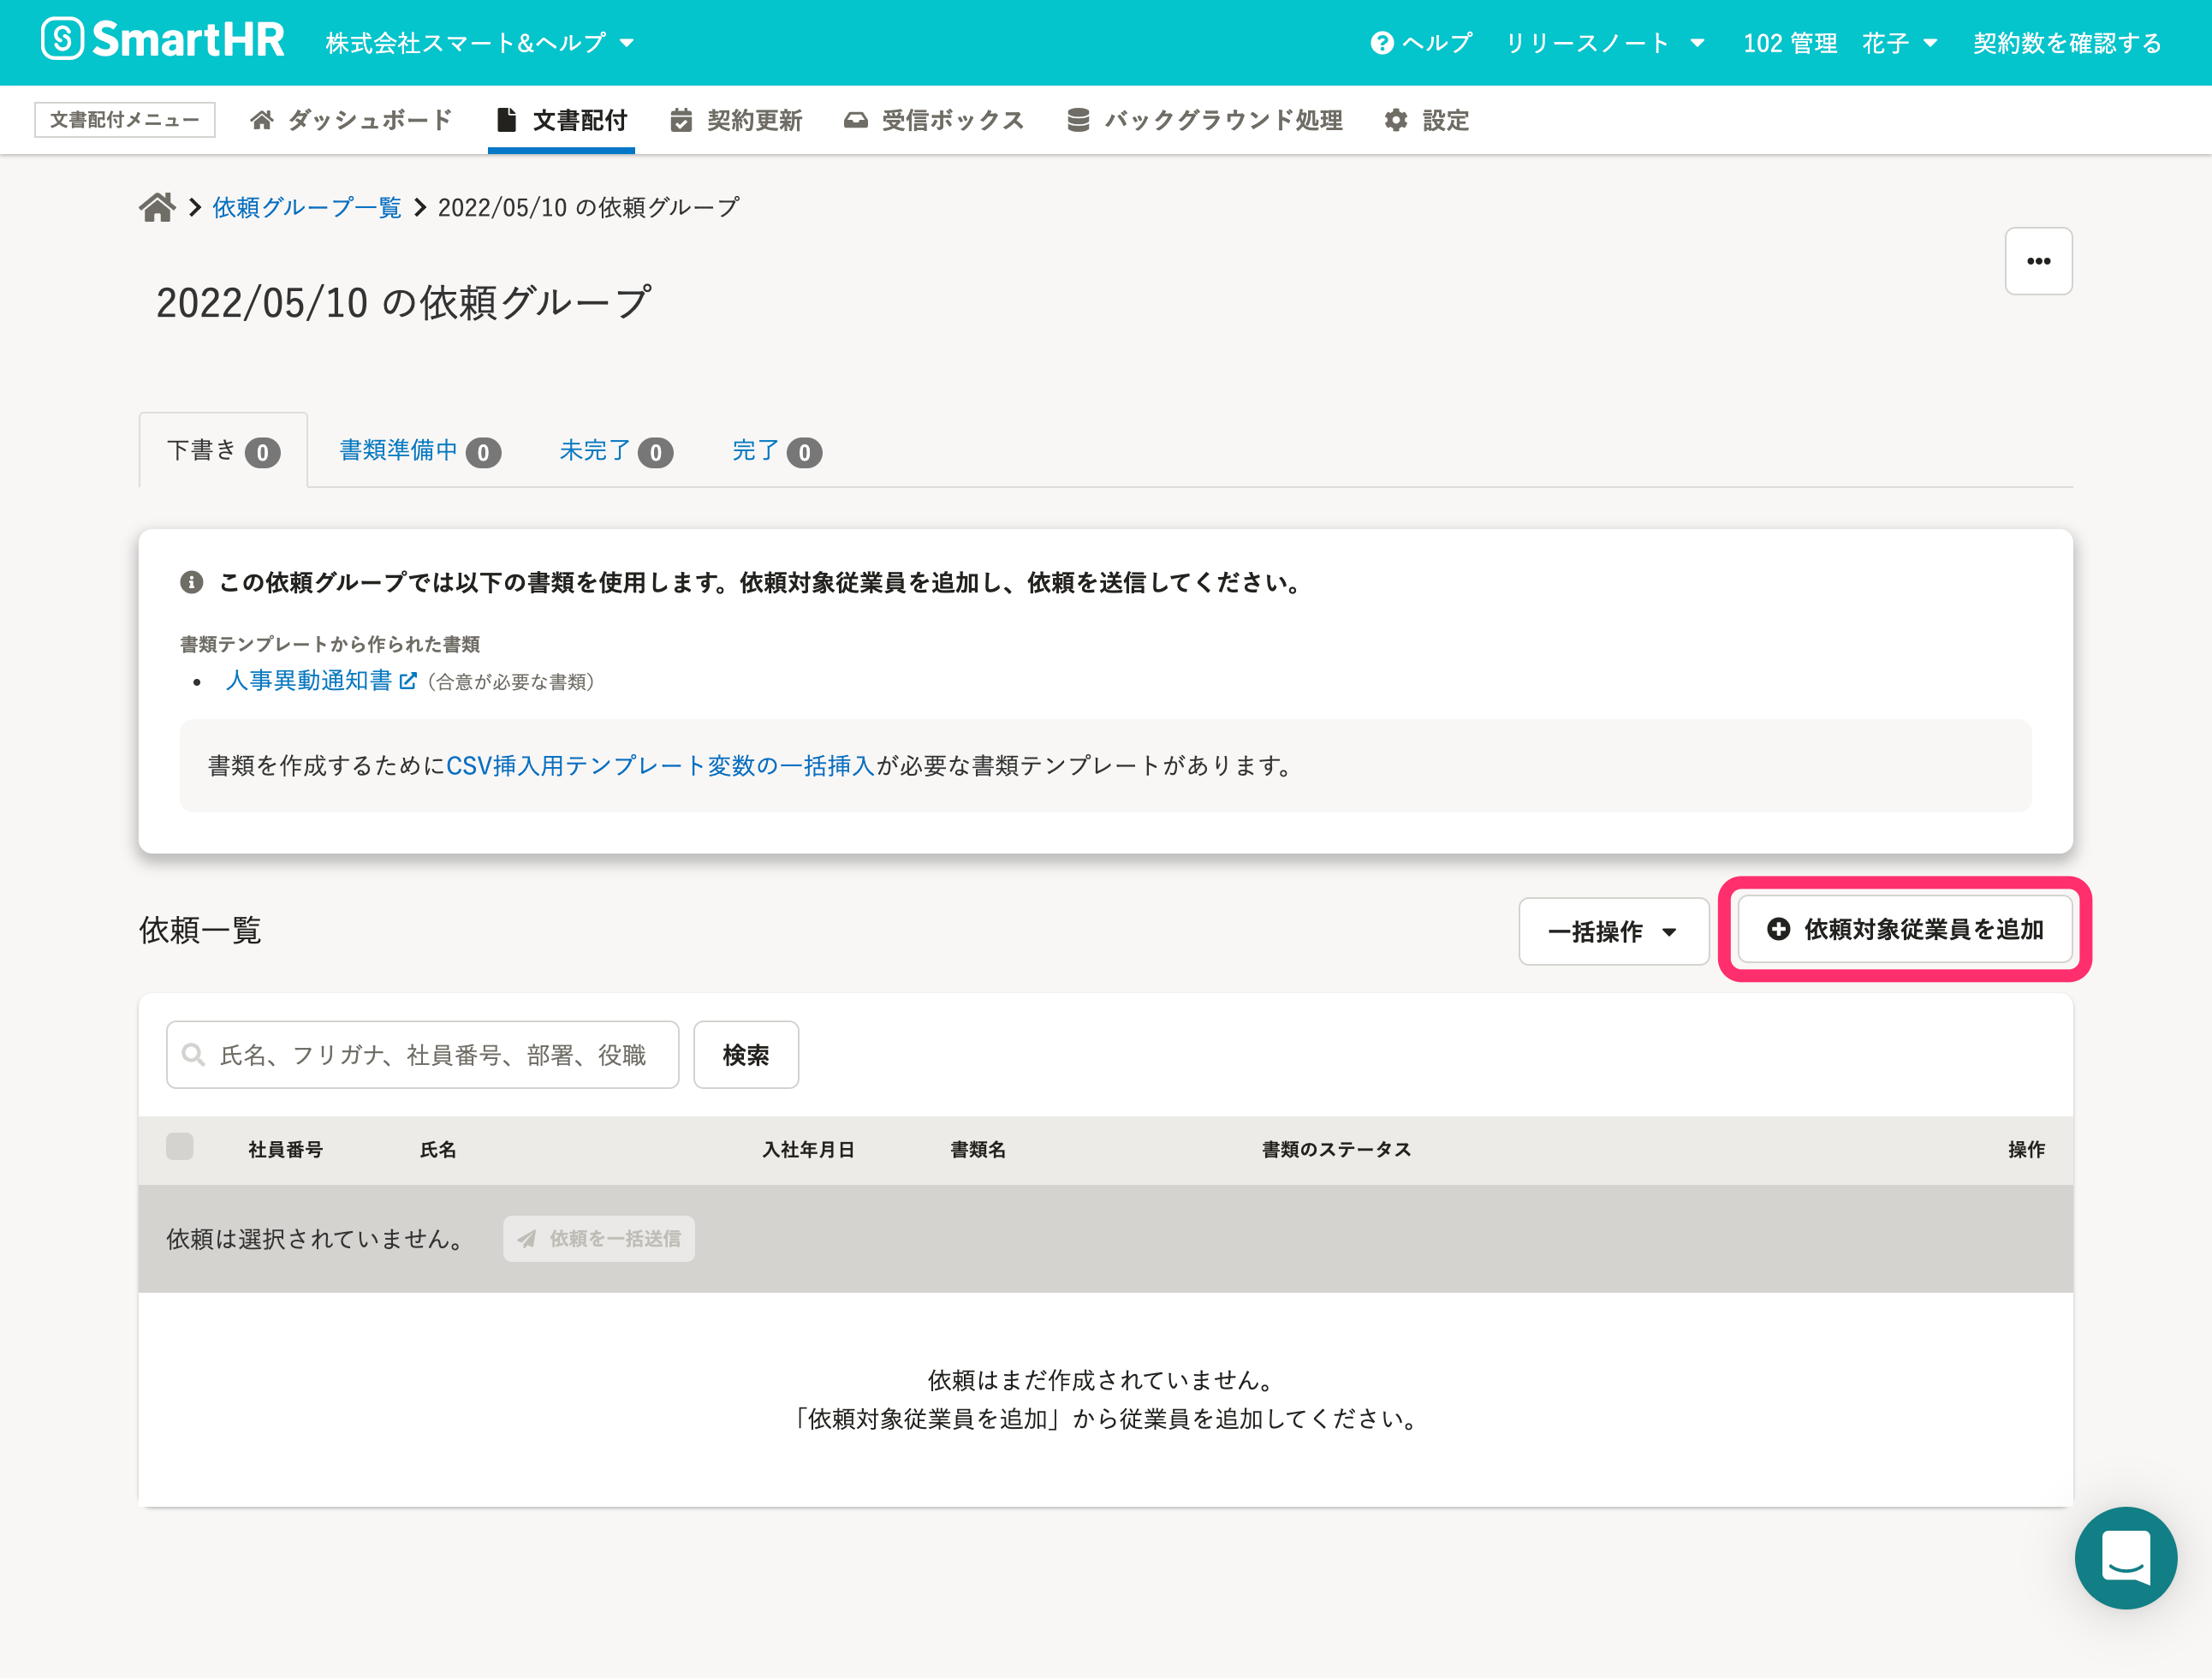 SmartHR 株式会社スマート&ヘルプ ヘルプ リリースノート 102 管理 花子 契約数を確認する
文書配付メニュー ダッシュボード 文書配付 契約更新 受信ボックス バックグラウンド処理 設定
依頼グループ一覧 2022/05/10 の依頼グループ
2022/05/10 の依頼グループ
下書き 0 書類準備中 0 未完了 0 完了 0
この依頼グループでは以下の書類を使用します。依頼対象従業員を追加し、依頼を送信してください。
書類テンプレートから作られた書類
• 人事異動通知書 (合意が必要な書類)
書類を作成するためにCSV挿入用テンプレート変数の一括挿入が必要な書類テンプレートがあります。
依頼一覧 一括操作 依頼対象従業員を追加
氏名、フリガナ、社員番号、部署、役職 検索
社員番号 氏名 入社年月日 書類名 書類のステータス 操作
依頼は選択されていません。 依頼を一括送信
依頼はまだ作成されていません。
「依頼対象従業員を追加」から従業員を追加してください。